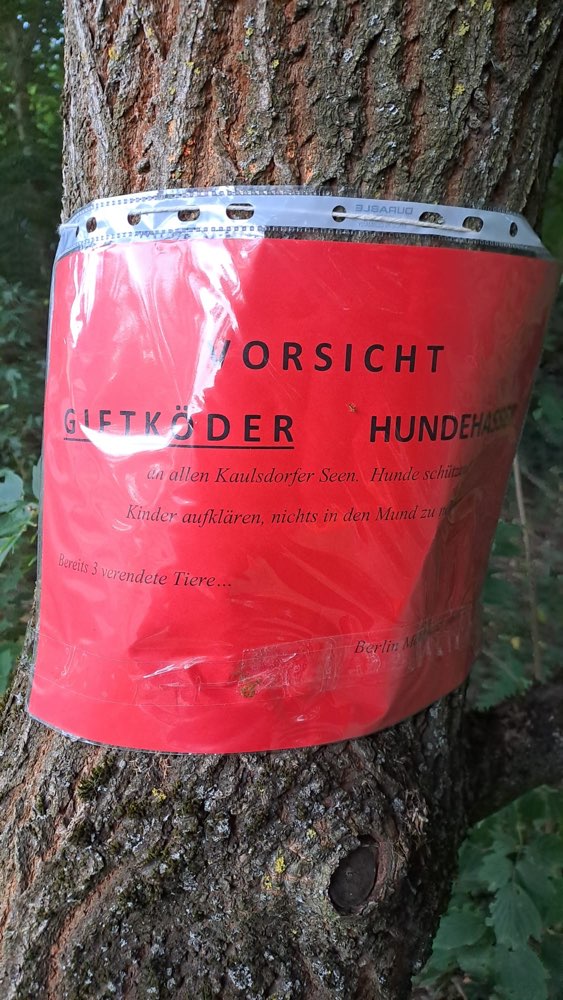 DURABLE
VORSICHT
GIFTKÖDER HUNDEHASSER
an allen Kaulsdorfer Seen. Hunde
Kinder aufklären, nichts in den Mund zu
Bereits 3 verendete Tiere...
Berlin